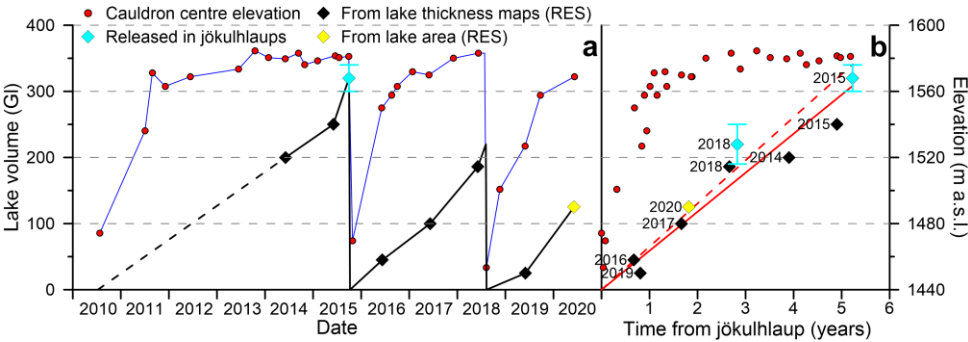 Cauldron centre elevation
From lake thickness maps (RES)
Released in jökulhlaups
From lake area (RES)
a
b
Lake volume (Gl)
400
300
200
100
0
2010 2011 2012 2013 2014 2015 2016 2017 2018 2019 2020
Date
2015
2018
2015
2018
2014
2020
2017
2016
2019
1 2 3 4 5 6
Time from jökulhlaup (years)
1600
1560
1520
1480
1440
Elevation (m a.s.l.)